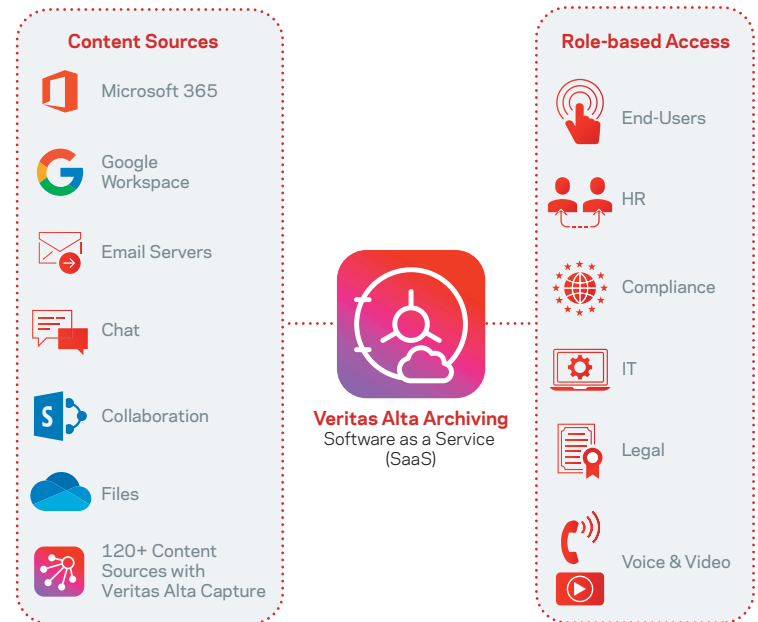 Content Sources
Microsoft 365
Google
Workspace
Email Servers
Chat
S
Collaboration
Files
120+ Content
Sources with
Veritas Alta Capture
Veritas Alta Archiving
Software as a Service
(SaaS)
Role-based Access
End-Users
HR
Compliance
IT
Legal
Voice & Video